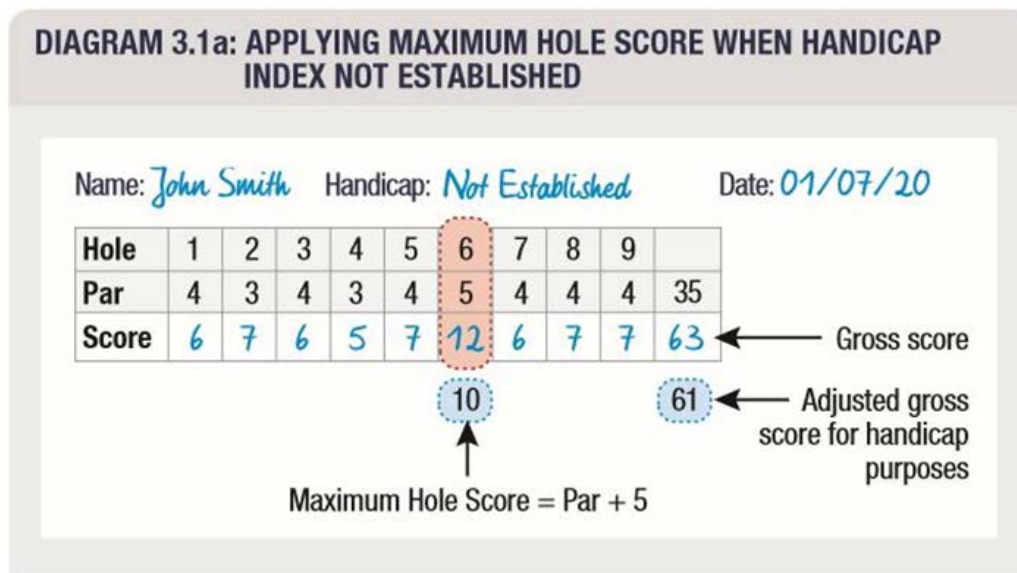 DIAGRAM 3.1a: APPLYING MAXIMUM HOLE SCORE WHEN HANDICAP
INDEX NOT ESTABLISHED
Name: John Smith Handicap: Not Established Date: 01/07/20
Hole 1 2 3 4 5 6 7 8 9
Par 4 3 4 3 4 5 4 4 4 35
Score 6 7 6 5 7 12 6 7 7 63 Gross score
10 61 Adjusted gross
score for handicap
purposes
Maximum Hole Score = Par + 5